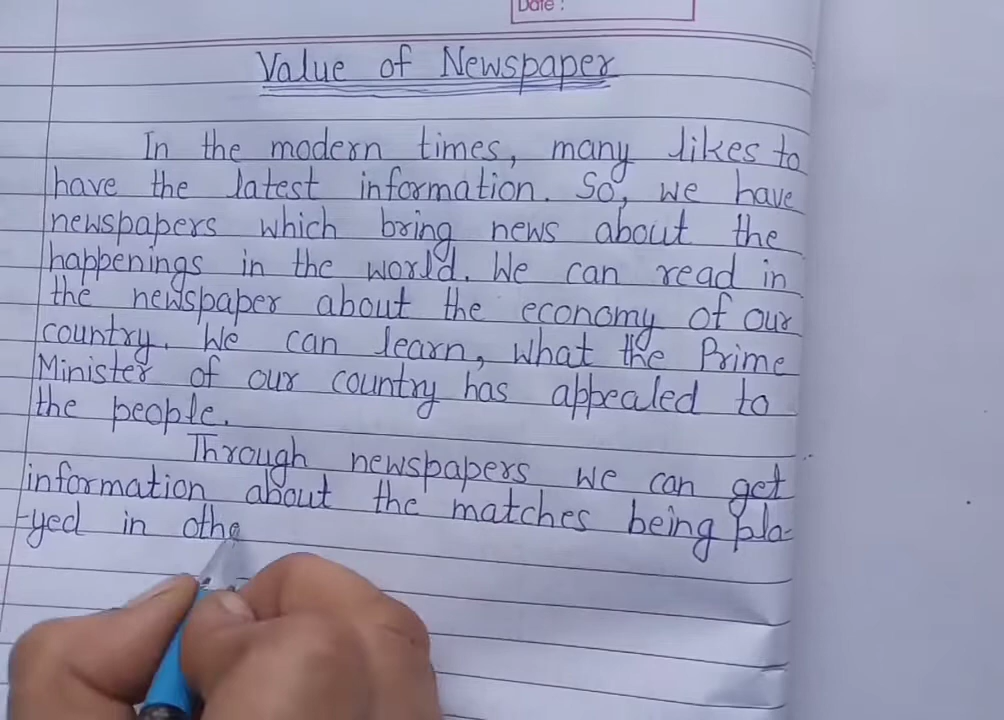 Date :
Value of Newspaper
In the modern times, many likes to
have the latest information. So, we have
newspapers which bring news about the
happenings in the world. We can read in
the newspaper about the economy of our
country. We can learn, what the Prime
Minister of our country has appealed to
the people.
Through newspapers we can get
information about the matches being pla-
-yed in othe